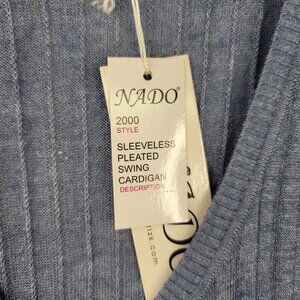 NADO®
2000
STYLE
SLEEVELESS
PLEATED
SWING
CARDIGAN
DESCRIPTION